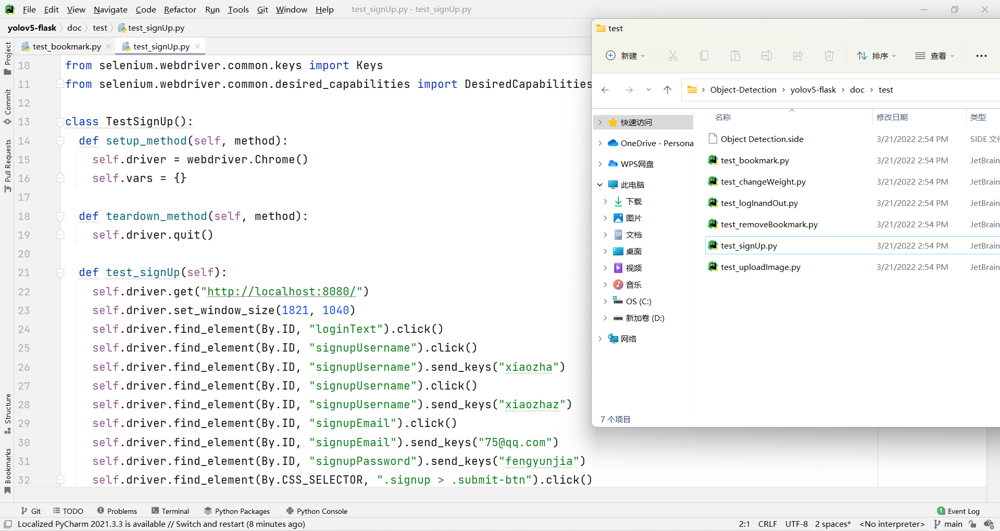 File Edit View Navigate Code Refactor Run Tools Git Window Help test_signUp.py - test_signUp.py
yolov5-flask doc test test_signUp.py
test_bookmark.py test_signUp.py
Project
Commit
Pull Requests
Structure
Bookmarks
10 from selenium.webdriver.common.keys import Keys
11 from selenium.webdriver.common.desired_capabilities import DesiredCapabilities
12
13 class TestSignUp():
14 def setup_method(self, method):
15 self.driver = webdriver.Chrome()
16 self.vars = {}
17
18 def teardown_method(self, method):
19 self.driver.quit()
20
21 def test_signUp(self):
22 self.driver.get("http://localhost:8080/")
23 self.driver.set_window_size(1821, 1040)
24 self.driver.find_element(By.ID, "loginText").click()
25 self.driver.find_element(By.ID, "signupUsername").click()
26 self.driver.find_element(By.ID, "signupUsername").send_keys("xiaozha")
27 self.driver.find_element(By.ID, "signupUsername").click()
28 self.driver.find_element(By.ID, "signupUsername").send_keys("xiaozhaz")
29 self.driver.find_element(By.ID, "signupEmail").click()
30 self.driver.find_element(By.ID, "signupEmail").send_keys("75@qq.com")
31 self.driver.find_element(By.ID, "signupPassword").send_keys("fengyunjia")
32 self.driver.find_element(By.CSS_SELECTOR, ".signup > .submit-btn").click()
test
新建 排序 查看
Object-Detection yolov5-flask doc test
名称 修改日期 类型
快速访问
OneDrive - Persona
WPS网盘
此电脑
下载
图片
文档
桌面
视频
音乐
OS (C:)
新加卷 (D:)
网络
Object Detection.side 3/21/2022 2:54 PM SIDE 文
test_bookmark.py 3/21/2022 2:54 PM JetBrain
test_changeWeight.py 3/21/2022 2:54 PM JetBrain
test_logInandOut.py 3/21/2022 2:54 PM JetBrain
test_removeBookmark.py 3/21/2022 2:54 PM JetBrain
test_signUp.py 3/21/2022 2:54 PM JetBrain
test_uploadImage.py 3/21/2022 2:54 PM JetBrain
7 个项目
Git TODO Problems Terminal Python Packages Python Console 1 Event Log
Localized PyCharm 2021.3.3 is available // Switch and restart (8 minutes ago) 2:1 CRLF UTF-8 2 spaces* <No interpreter> main